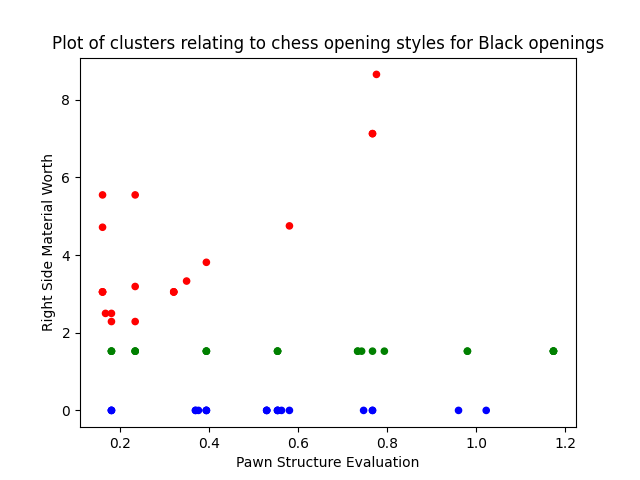 Plot of clusters relating to chess opening styles for Black openings
8
6
4
2
0
Right Side Material Worth
0.2 0.4 0.6 0.8 1.0 1.2
Pawn Structure Evaluation